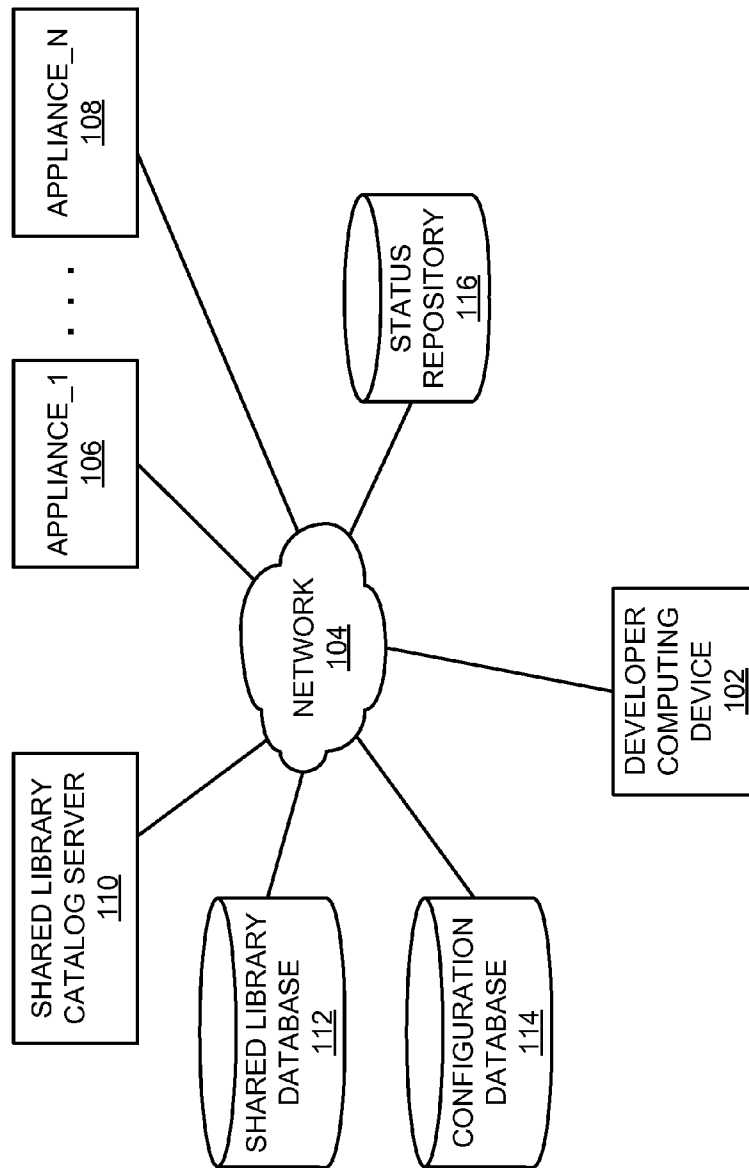 SHARED LIBRARY
CATALOG SERVER
110
APPLIANCE_1
106
. . .
APPLIANCE_N
108
SHARED LIBRARY
DATABASE
112
NETWORK
104
STATUS
REPOSITORY
116
CONFIGURATION
DATABASE
114
DEVELOPER
COMPUTING
DEVICE
102